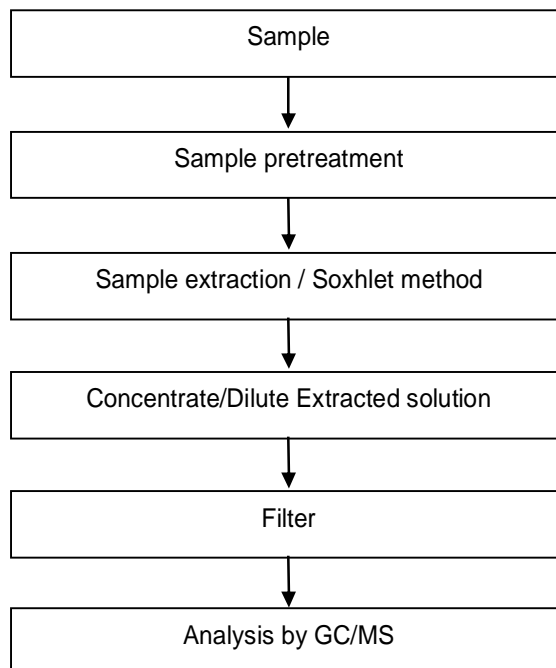 Sample
Sample pretreatment
Sample extraction / Soxhlet method
Concentrate/Dilute Extracted solution
Filter
Analysis by GC/MS